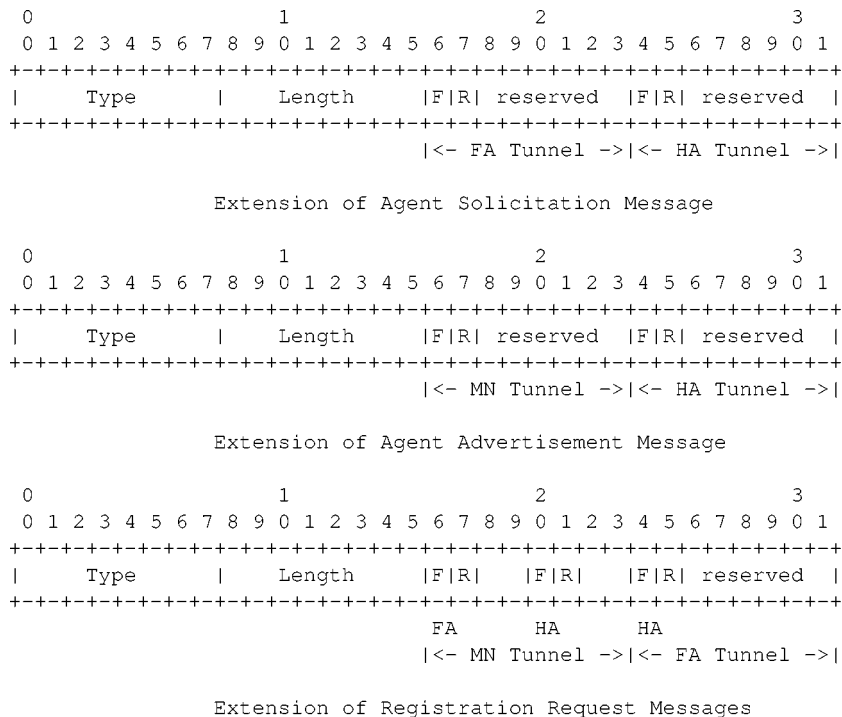 0                   1                   2                   3
 0 1 2 3 4 5 6 7 8 9 0 1 2 3 4 5 6 7 8 9 0 1 2 3 4 5 6 7 8 9 0 1
+-+-+-+-+-+-+-+-+-+-+-+-+-+-+-+-+-+-+-+-+-+-+-+-+-+-+-+-+-+-+-+-+
|     Type      |    Length     |F|R| reserved  |F|R| reserved  |
+-+-+-+-+-+-+-+-+-+-+-+-+-+-+-+-+-+-+-+-+-+-+-+-+-+-+-+-+-+-+-+-+
                                |<- FA Tunnel ->|<- HA Tunnel ->|
Extension of Agent Solicitation Message
 0                   1                   2                   3
 0 1 2 3 4 5 6 7 8 9 0 1 2 3 4 5 6 7 8 9 0 1 2 3 4 5 6 7 8 9 0 1
+-+-+-+-+-+-+-+-+-+-+-+-+-+-+-+-+-+-+-+-+-+-+-+-+-+-+-+-+-+-+-+-+
|     Type      |    Length     |F|R| reserved  |F|R| reserved  |
+-+-+-+-+-+-+-+-+-+-+-+-+-+-+-+-+-+-+-+-+-+-+-+-+-+-+-+-+-+-+-+-+
                                |<- MN Tunnel ->|<- HA Tunnel ->|
Extension of Agent Advertisement Message
 0                   1                   2                   3
 0 1 2 3 4 5 6 7 8 9 0 1 2 3 4 5 6 7 8 9 0 1 2 3 4 5 6 7 8 9 0 1
+-+-+-+-+-+-+-+-+-+-+-+-+-+-+-+-+-+-+-+-+-+-+-+-+-+-+-+-+-+-+-+-+
|     Type      |    Length     |F|R|   |F|R|   |F|R| reserved  |
+-+-+-+-+-+-+-+-+-+-+-+-+-+-+-+-+-+-+-+-+-+-+-+-+-+-+-+-+-+-+-+-+
                                 FA      HA      HA
                                |<- MN Tunnel ->|<- FA Tunnel ->|
Extension of Registration Request Messages